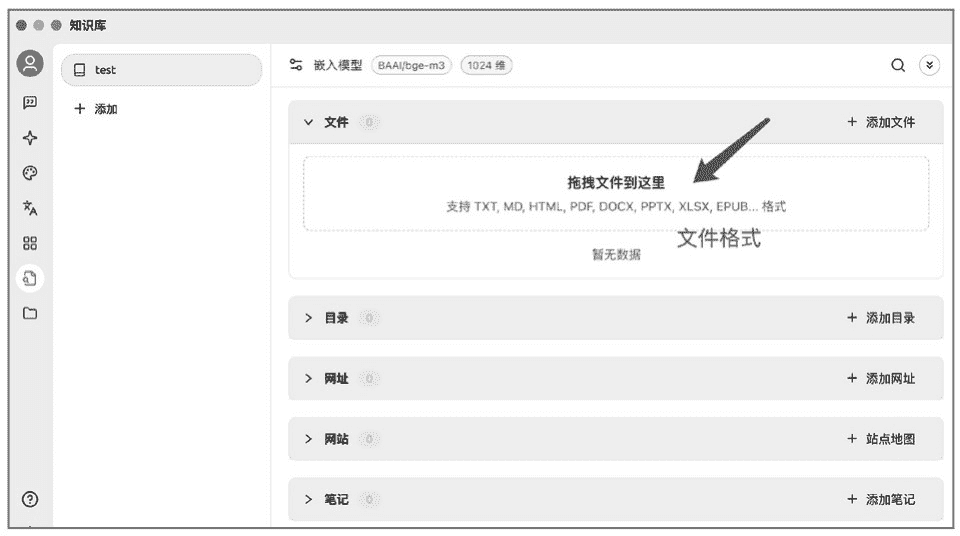 知识库
test
添加
嵌入模型 BAAI/bge-m3 1024 维
文件 0 + 添加文件
拖拽文件到这里
支持 TXT, MD, HTML, PDF, DOCX, PPTX, XLSX, EPUB... 格式
文件格式
暂无数据
目录 0 + 添加目录
网址 0 + 添加网址
网站 0 + 站点地图
笔记 0 + 添加笔记